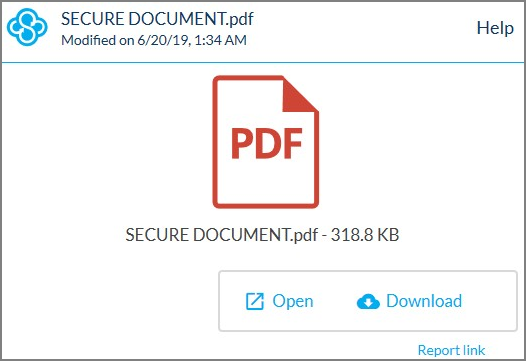 SECURE DOCUMENT.pdf
Modified on 6/20/19, 1:34 AM
Help
PDF
SECURE DOCUMENT.pdf - 318.8 KB
Open
Download
Report link